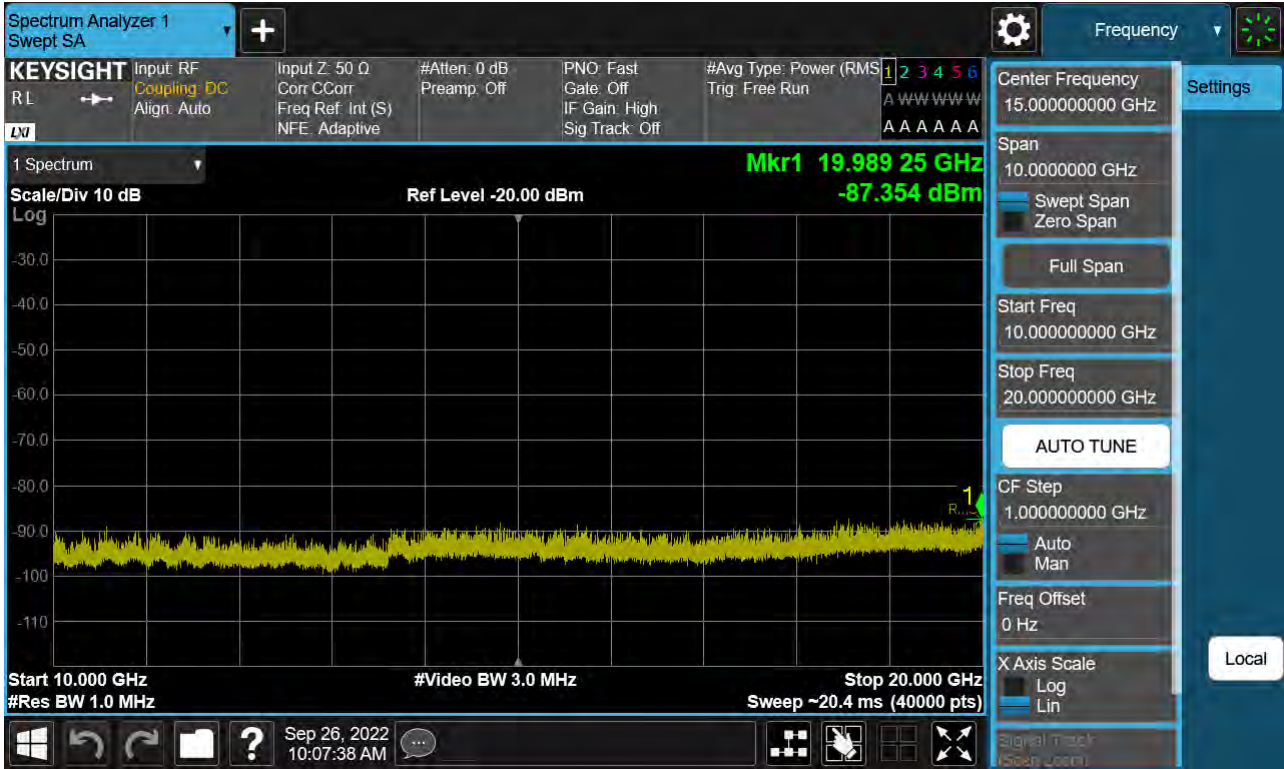 Spectrum Analyzer 1
Swept SA
Frequency
KEYSIGHT
RL
LXI
Input: RF
Coupling: DC
Align: Auto
Input Z: 50 Ω
Corr CCorr
Freq Ref: Int (S)
NFE: Adaptive
#Atten: 0 dB
Preamp: Off
PNO: Fast
Gate: Off
IF Gain: High
Sig Track: Off
#Avg Type: Power (RMS
Trig: Free Run
1 2 3 4 5 6
A W W W W W
A A A A A A
1 Spectrum
Scale/Div 10 dB
Ref Level -20.00 dBm
Mkr1 19.989 25 GHz
-87.354 dBm
Log
-30.0
-40.0
-50.0
-60.0
-70.0
-80.0
-90.0
-100
-110
1
Start 10.000 GHz
#Video BW 3.0 MHz
Stop 20.000 GHz
#Res BW 1.0 MHz
Sweep ~20.4 ms (40000 pts)
Center Frequency
15.000000000 GHz
Span
10.0000000 GHz
Swept Span
Zero Span
Full Span
Start Freq
10.000000000 GHz
Stop Freq
20.000000000 GHz
AUTO TUNE
CF Step
1.000000000 GHz
Auto
Man
Freq Offset
0 Hz
X Axis Scale
Log
Lin
Signal Track
(Span Zoom)
Settings
Local
?
Sep 26, 2022
10:07:38 AM